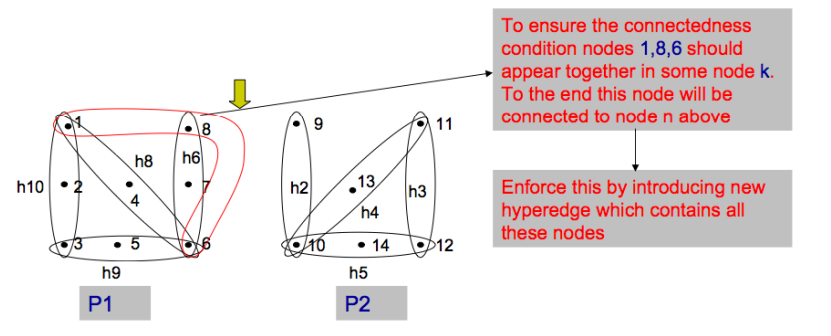 To ensure the connectedness
condition nodes 1,8,6 should
appear together in some node k.
To the end this node will be
connected to node n above
1
8
9
11
h8
h6
h10
2
4
7
h2
13
h3
h4
3
5
6
10
14
12
h9
h5
Enforce this by introducing new
hyperedge which contains all
these nodes
P1
P2